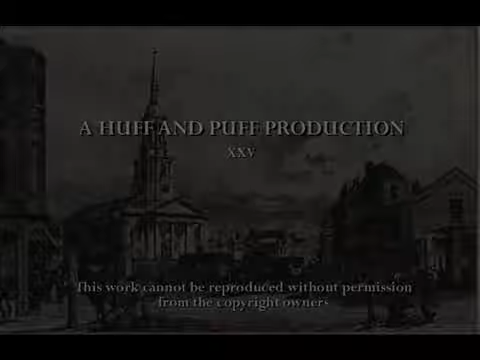 A HUFF AND PUFF PRODUCTION
XXV
This work cannot be reproduced without permission
from the copyright owners